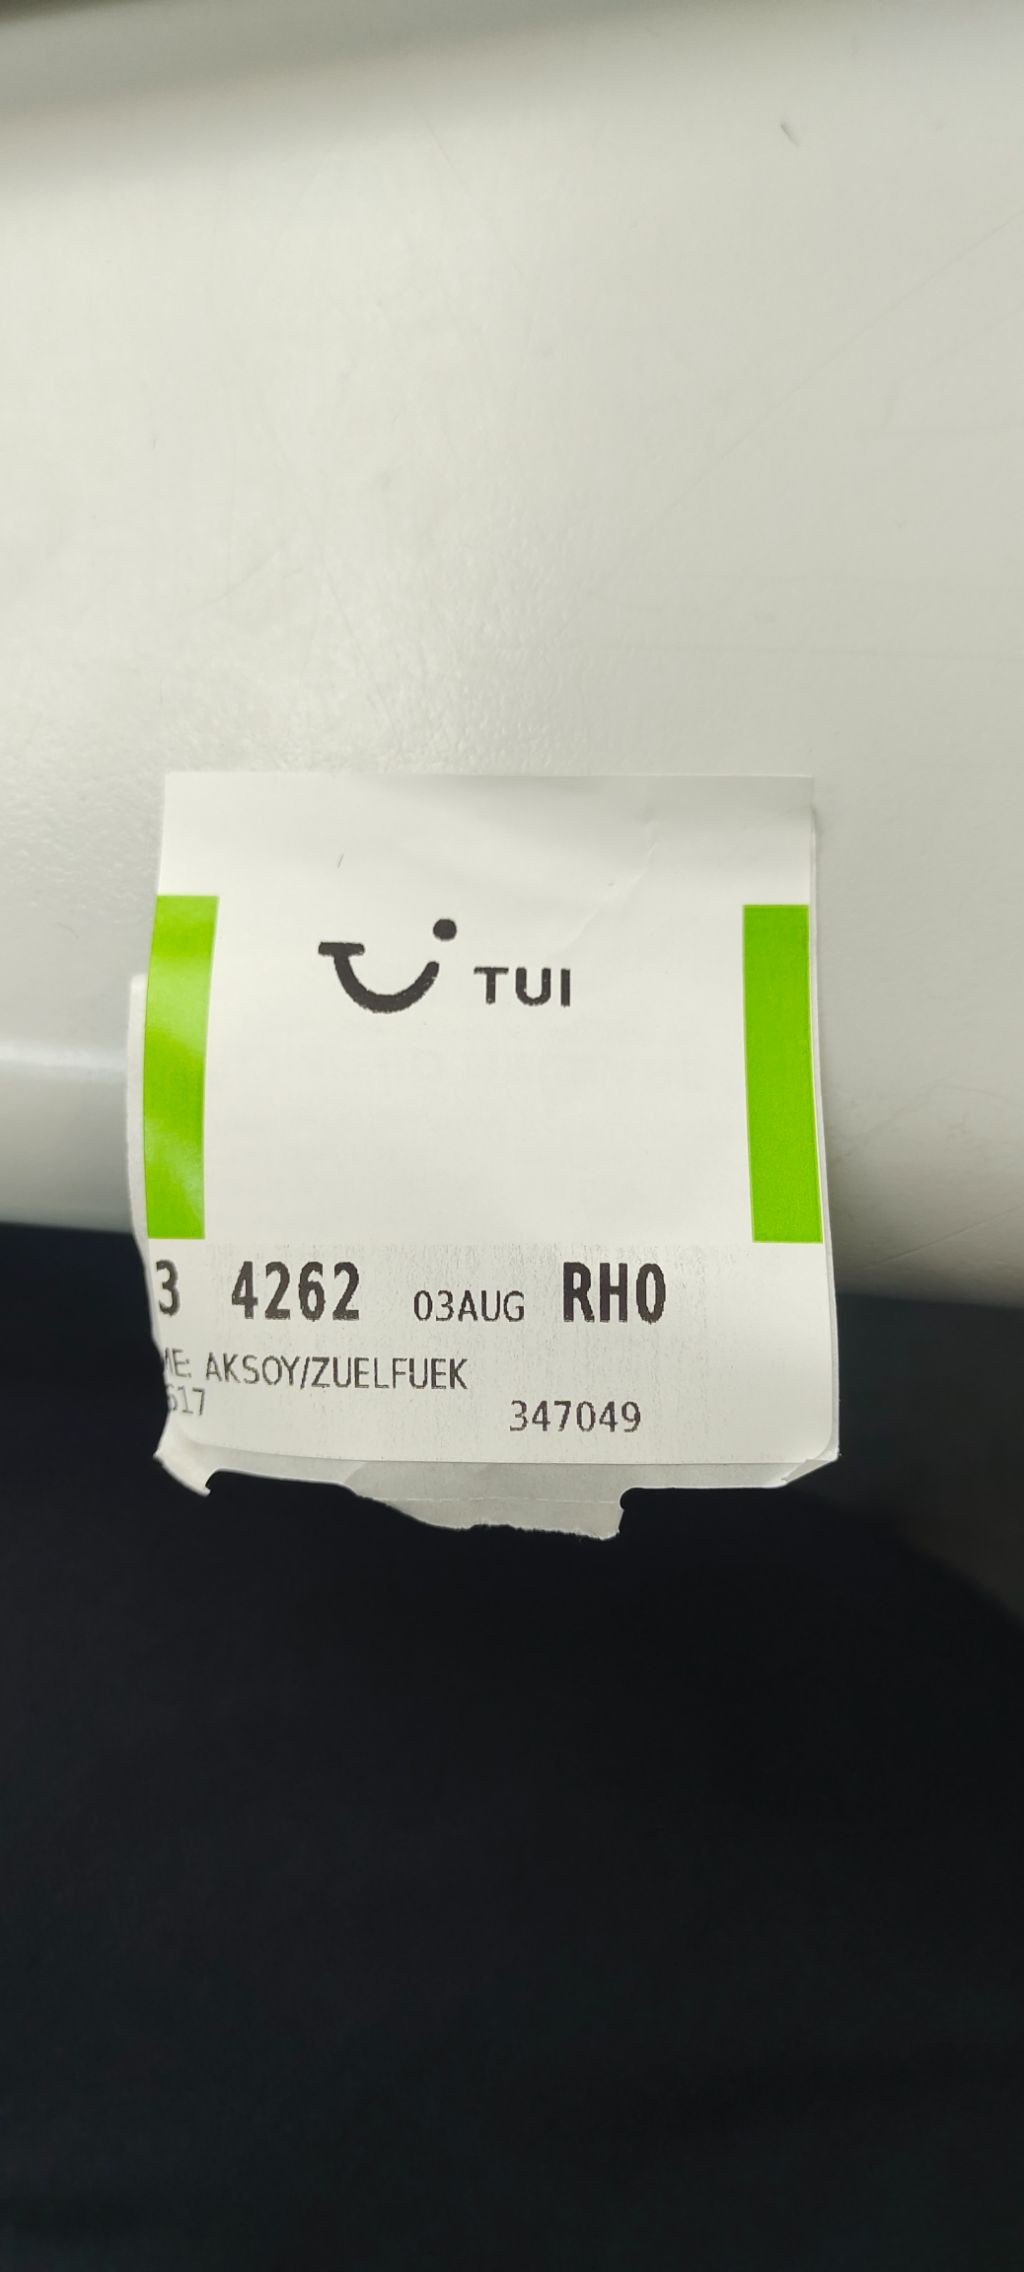 TUI
3 4262 03AUG RHO
ME: AKSOY/ZUELFUEK
617
347049